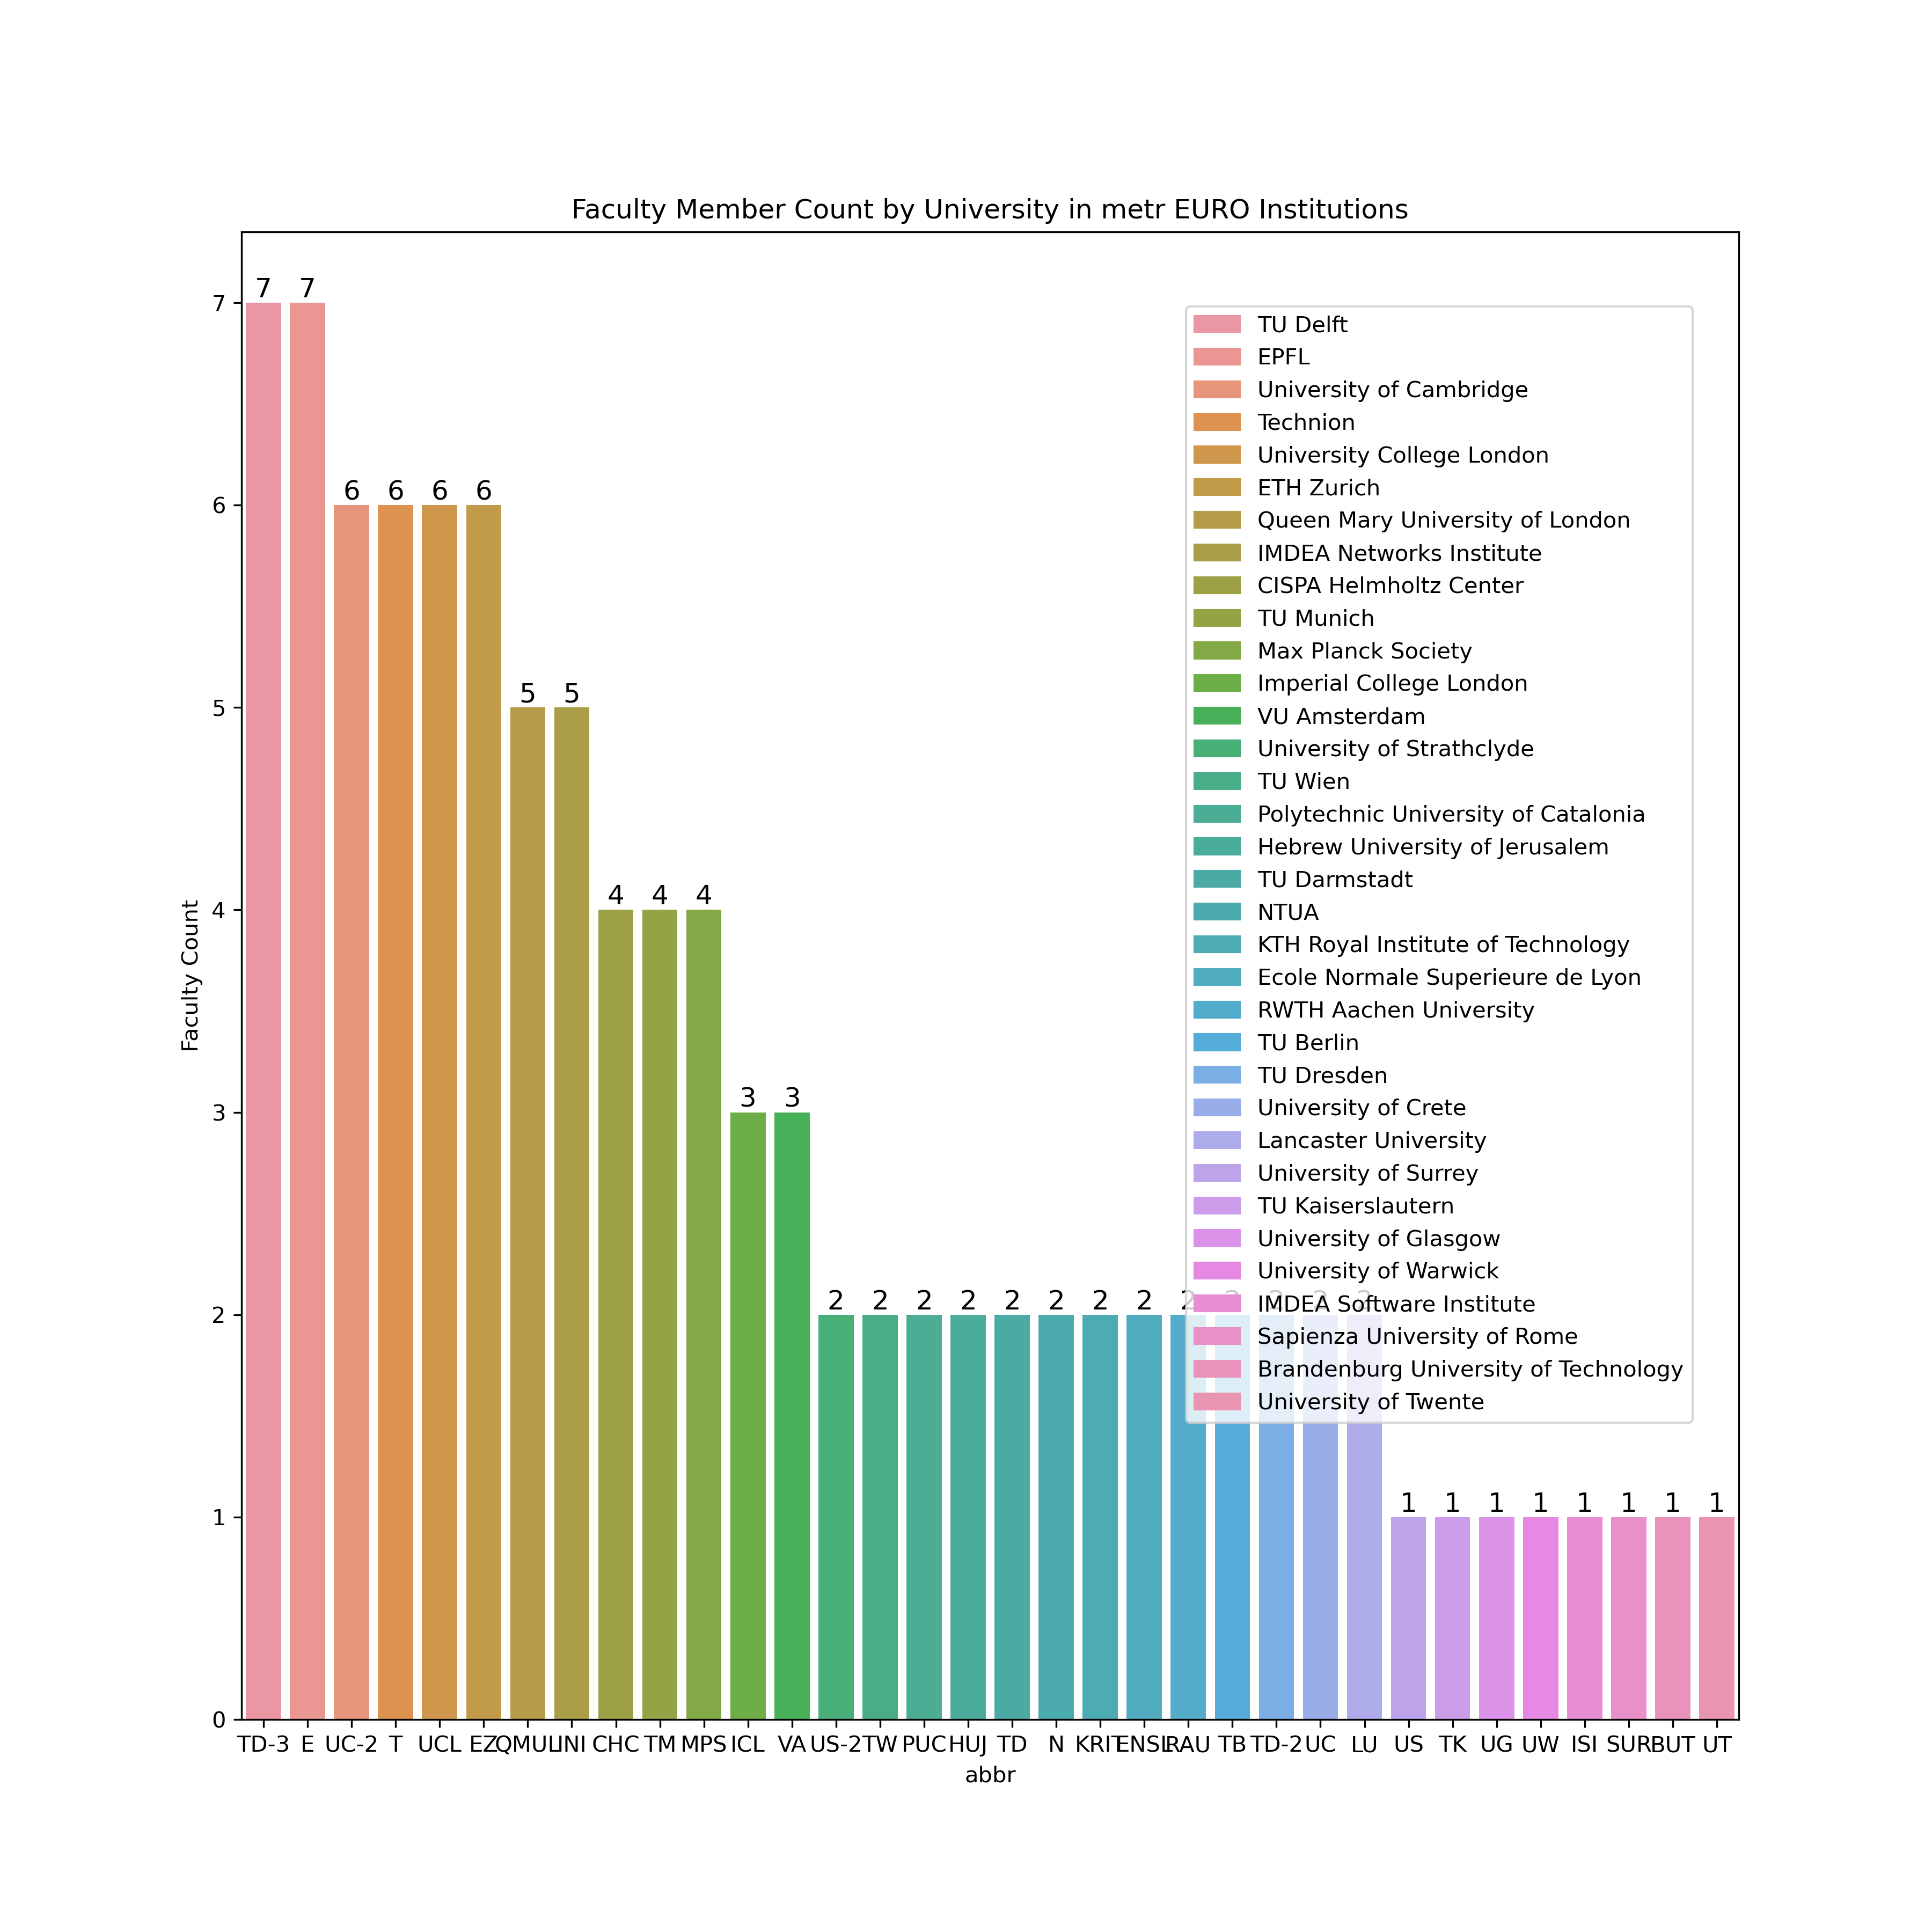 Faculty Member Count by University in metr EURO Institutions
Faculty Count
7
6
5
4
3
2
1
0
7 7
6 6 6 6
5 5
4 4 4
3 3
2 2 2 2 2 2 2 2 2 2 2 2 2
1 1 1 1 1 1 1 1
TU Delft
EPFL
University of Cambridge
Technion
University College London
ETH Zurich
Queen Mary University of London
IMDEA Networks Institute
CISPA Helmholtz Center
TU Munich
Max Planck Society
Imperial College London
VU Amsterdam
University of Strathclyde
TU Wien
Polytechnic University of Catalonia
Hebrew University of Jerusalem
TU Darmstadt
NTUA
KTH Royal Institute of Technology
Ecole Normale Superieure de Lyon
RWTH Aachen University
TU Berlin
TU Dresden
University of Crete
Lancaster University
University of Surrey
TU Kaiserslautern
University of Glasgow
University of Warwick
IMDEA Software Institute
Sapienza University of Rome
Brandenburg University of Technology
University of Twente
TD-3 E UC-2 T UCL EZ QMUL INI CHC TM MPS ICL VA US-2 TW PUC HUJ TD N KRIT ENSL RAU TB TD-2 UC LU US TK UG UW ISI SUR BUT UT
abbr